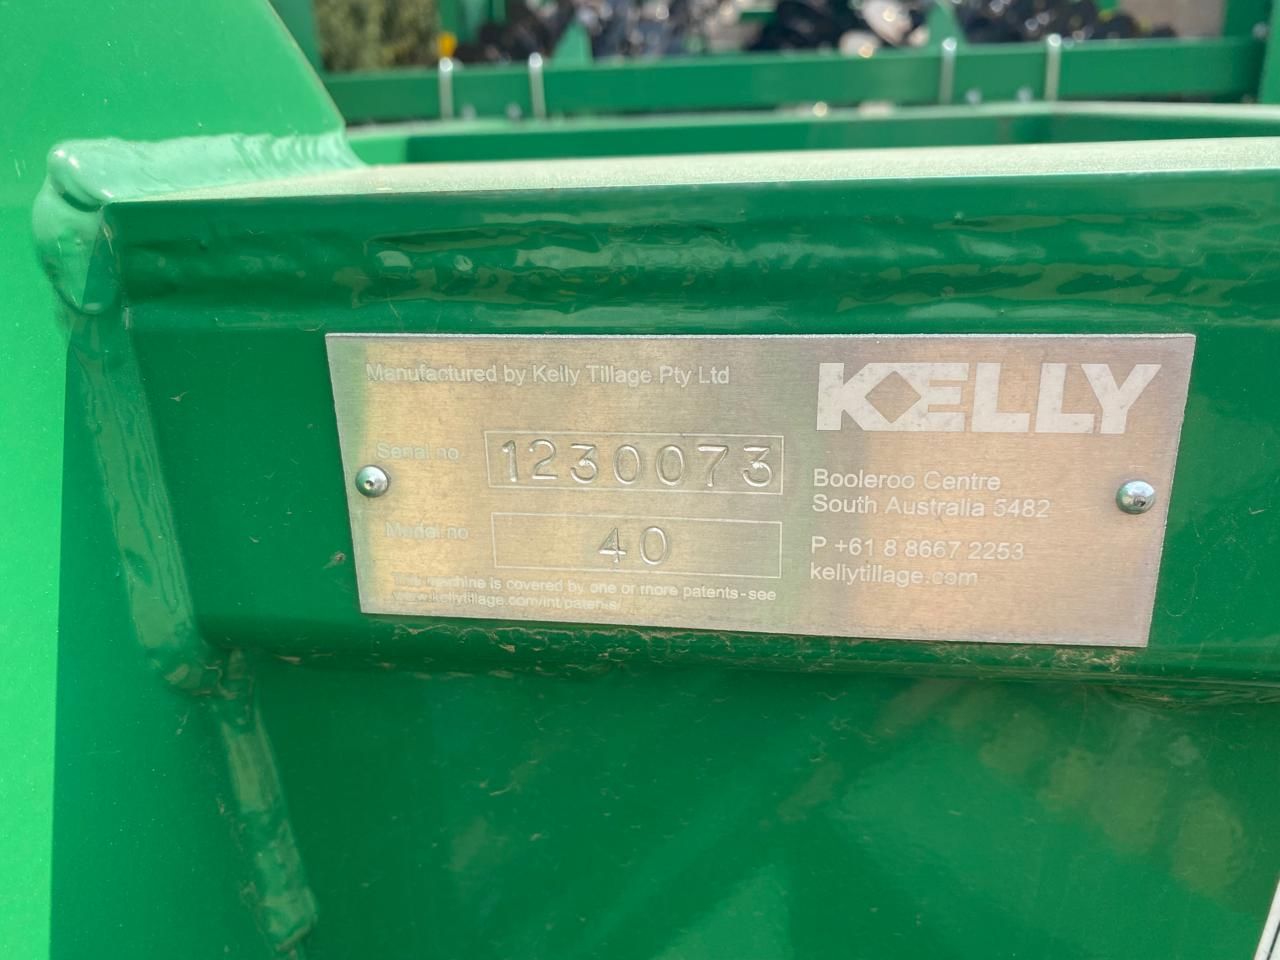 Manufactured by Kelly Tillage Pty Ltd
Serial no 1230073
Model no 40
This machine is covered by one or more patents - see
www.kellytillage.com/int/patents/
KELLY
Booleroo Centre
South Australia 5482
P +61 8 8667 2253
kellytillage.com